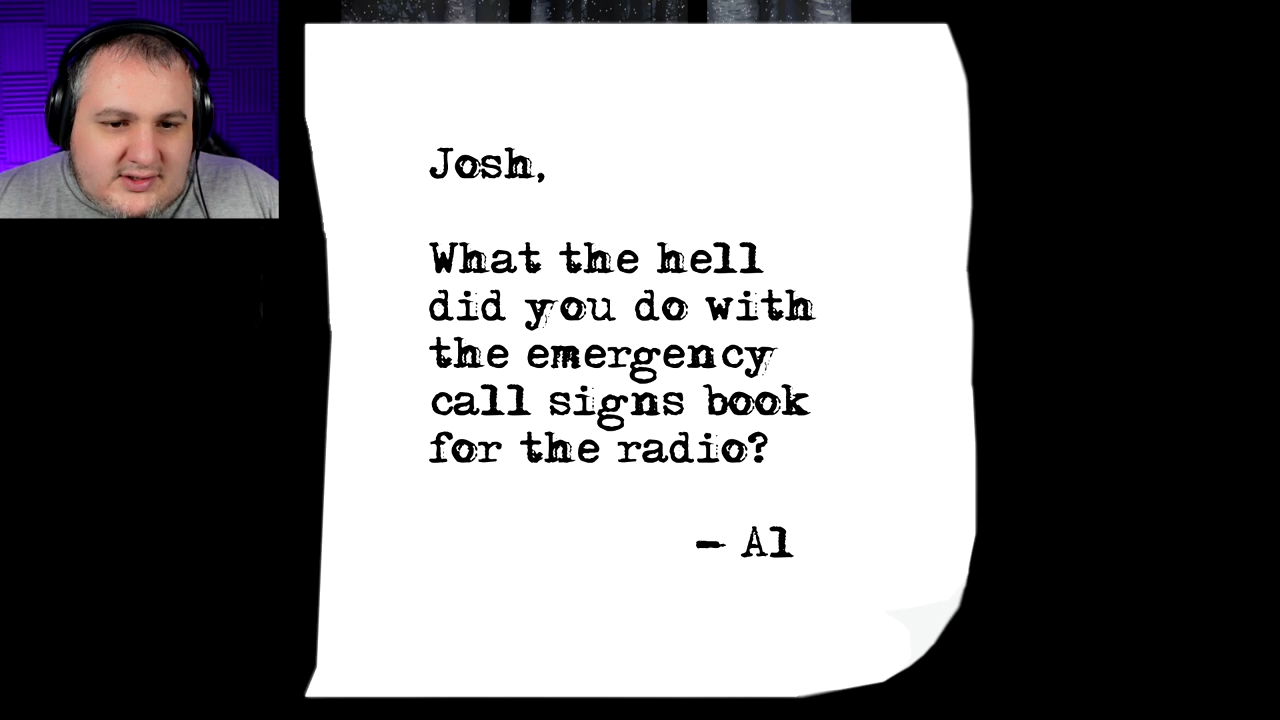 Josh,
What the hell
did you do with
the emergency
call signs book
for the radio?
— Al